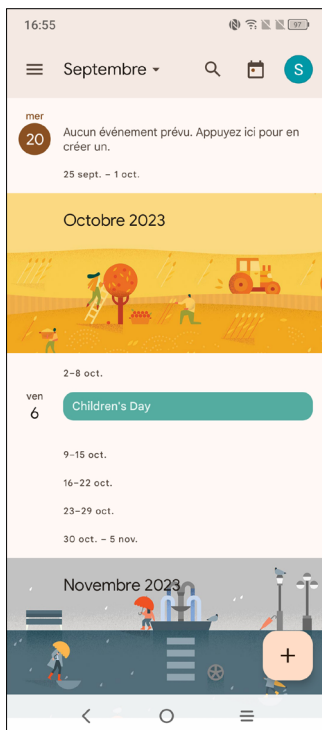 16:55
97
Septembre
S
mer
20
Aucun événement prévu. Appuyez ici pour en
créer un.
25 sept. – 1 oct.
Octobre 2023
2–8 oct.
ven
6
Children's Day
9–15 oct.
16–22 oct.
23–29 oct.
30 oct. – 5 nov.
Novembre 2023
+